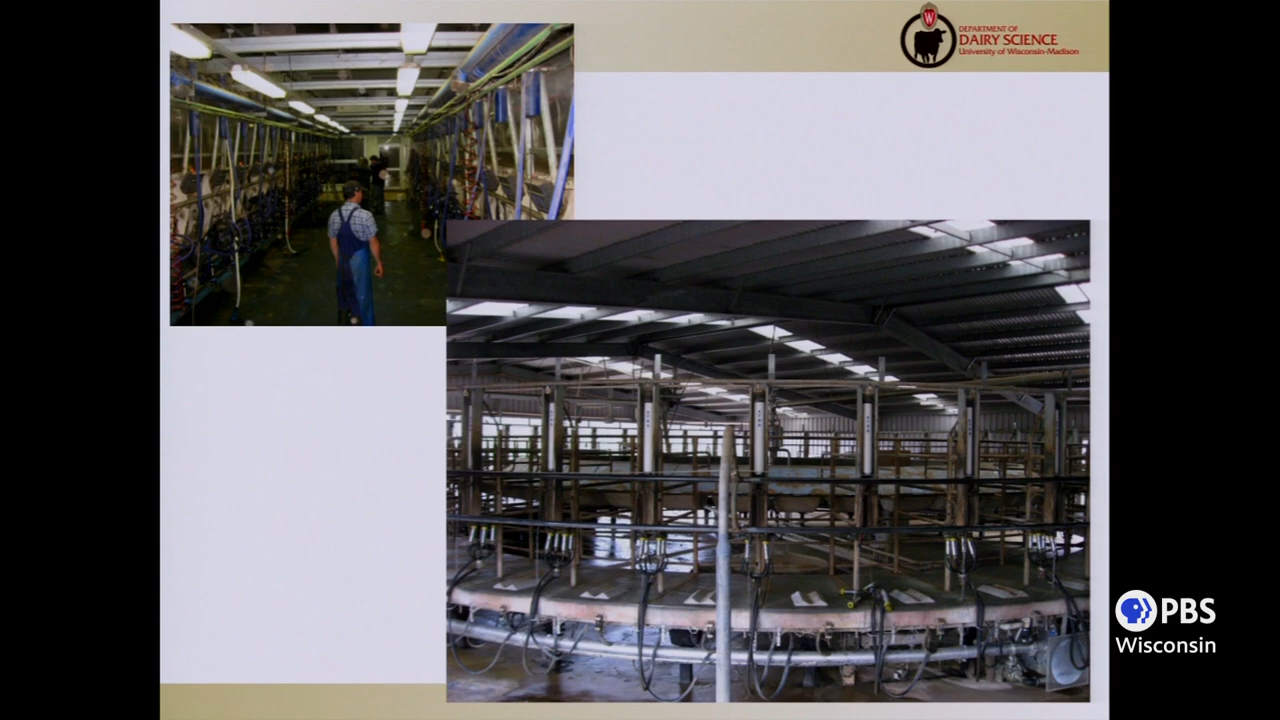 W
DEPARTMENT OF
DAIRY SCIENCE
University of Wisconsin-Madison
PBS
Wisconsin